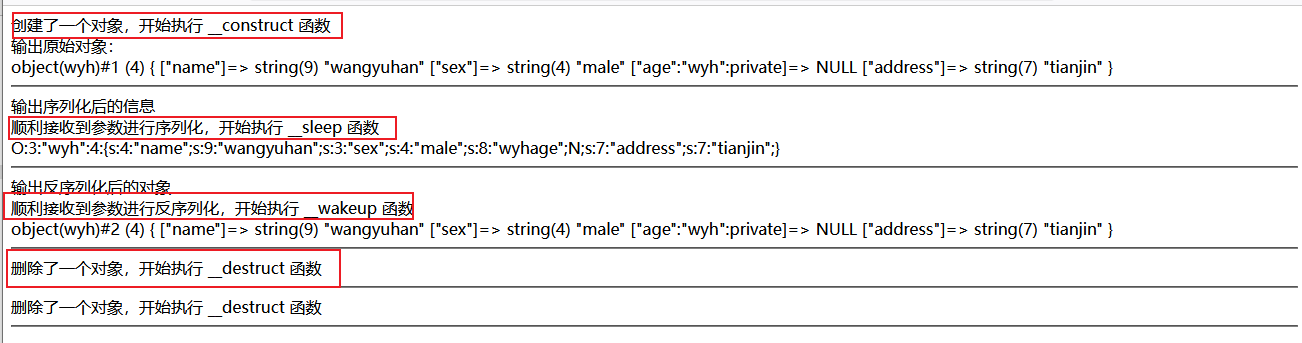 创建了一个对象，开始执行 __construct 函数
输出原始对象：
object(wyh)#1 (4) { ["name"]=> string(9) "wangyuhan" ["sex"]=> string(4) "male" ["age":"wyh":private]=> NULL ["address"]=> string(7) "tianjin" }
输出序列化后的信息
顺利接收到参数进行序列化，开始执行 __sleep 函数
O:3:"wyh":4:{s:4:"name";s:9:"wangyuhan";s:3:"sex";s:4:"male";s:8:"wyhage";N;s:7:"address";s:7:"tianjin";}
输出反序列化后的对象
顺利接收到参数进行反序列化，开始执行 __wakeup 函数
object(wyh)#2 (4) { ["name"]=> string(9) "wangyuhan" ["sex"]=> string(4) "male" ["age":"wyh":private]=> NULL ["address"]=> string(7) "tianjin" }
删除了一个对象，开始执行 __destruct 函数
删除了一个对象，开始执行 __destruct 函数